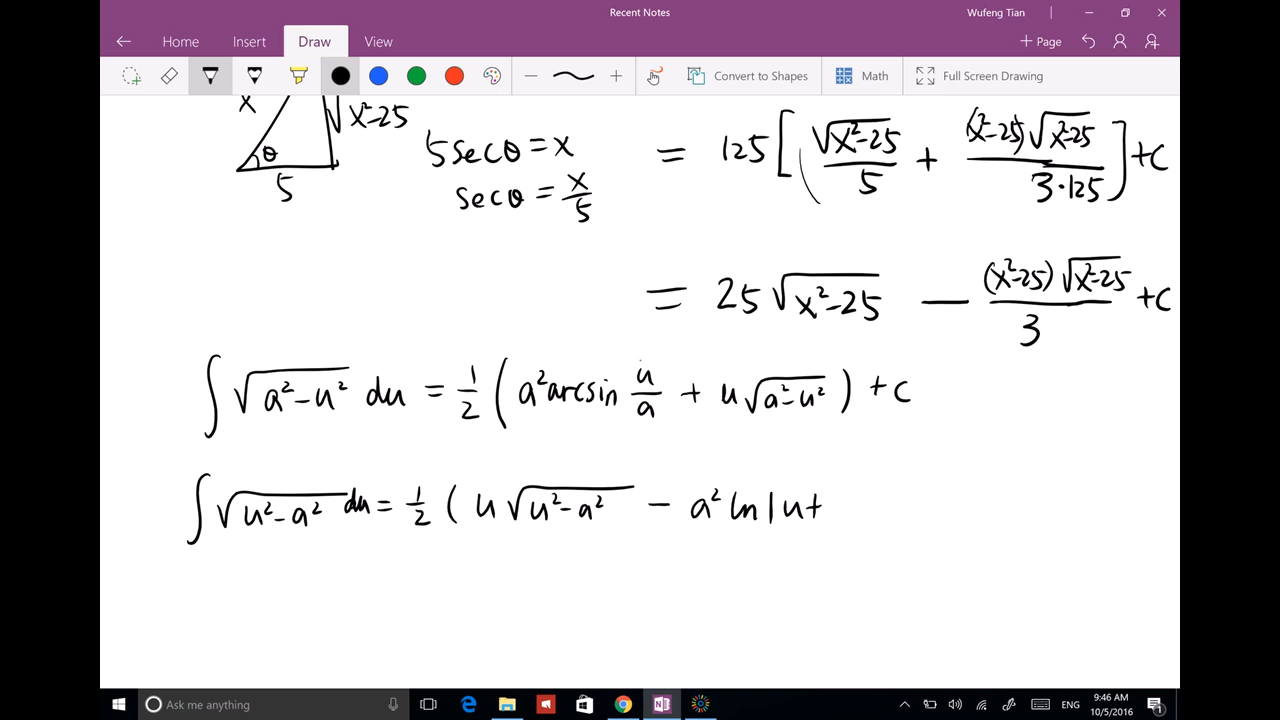 Recent Notes
Wufeng Tian
Home Insert Draw View
+ Page
Convert to Shapes Math Full Screen Drawing
x √x²-25
θ
5
5secθ = x
secθ = x/5
= 125[(√x²-25/5 + (x²-25)√x²-25/3·125]+C
= 25√x²-25 — (x²-25)√x²-25/3 +C
∫√a²-u² du = 1/2 (a² arcsin u/a + u√a²-u²) + C
∫√u²-a² du = 1/2 (u√u²-a² - a² ln|u+
Ask me anything
ENG
9:46 AM
10/5/2016
1